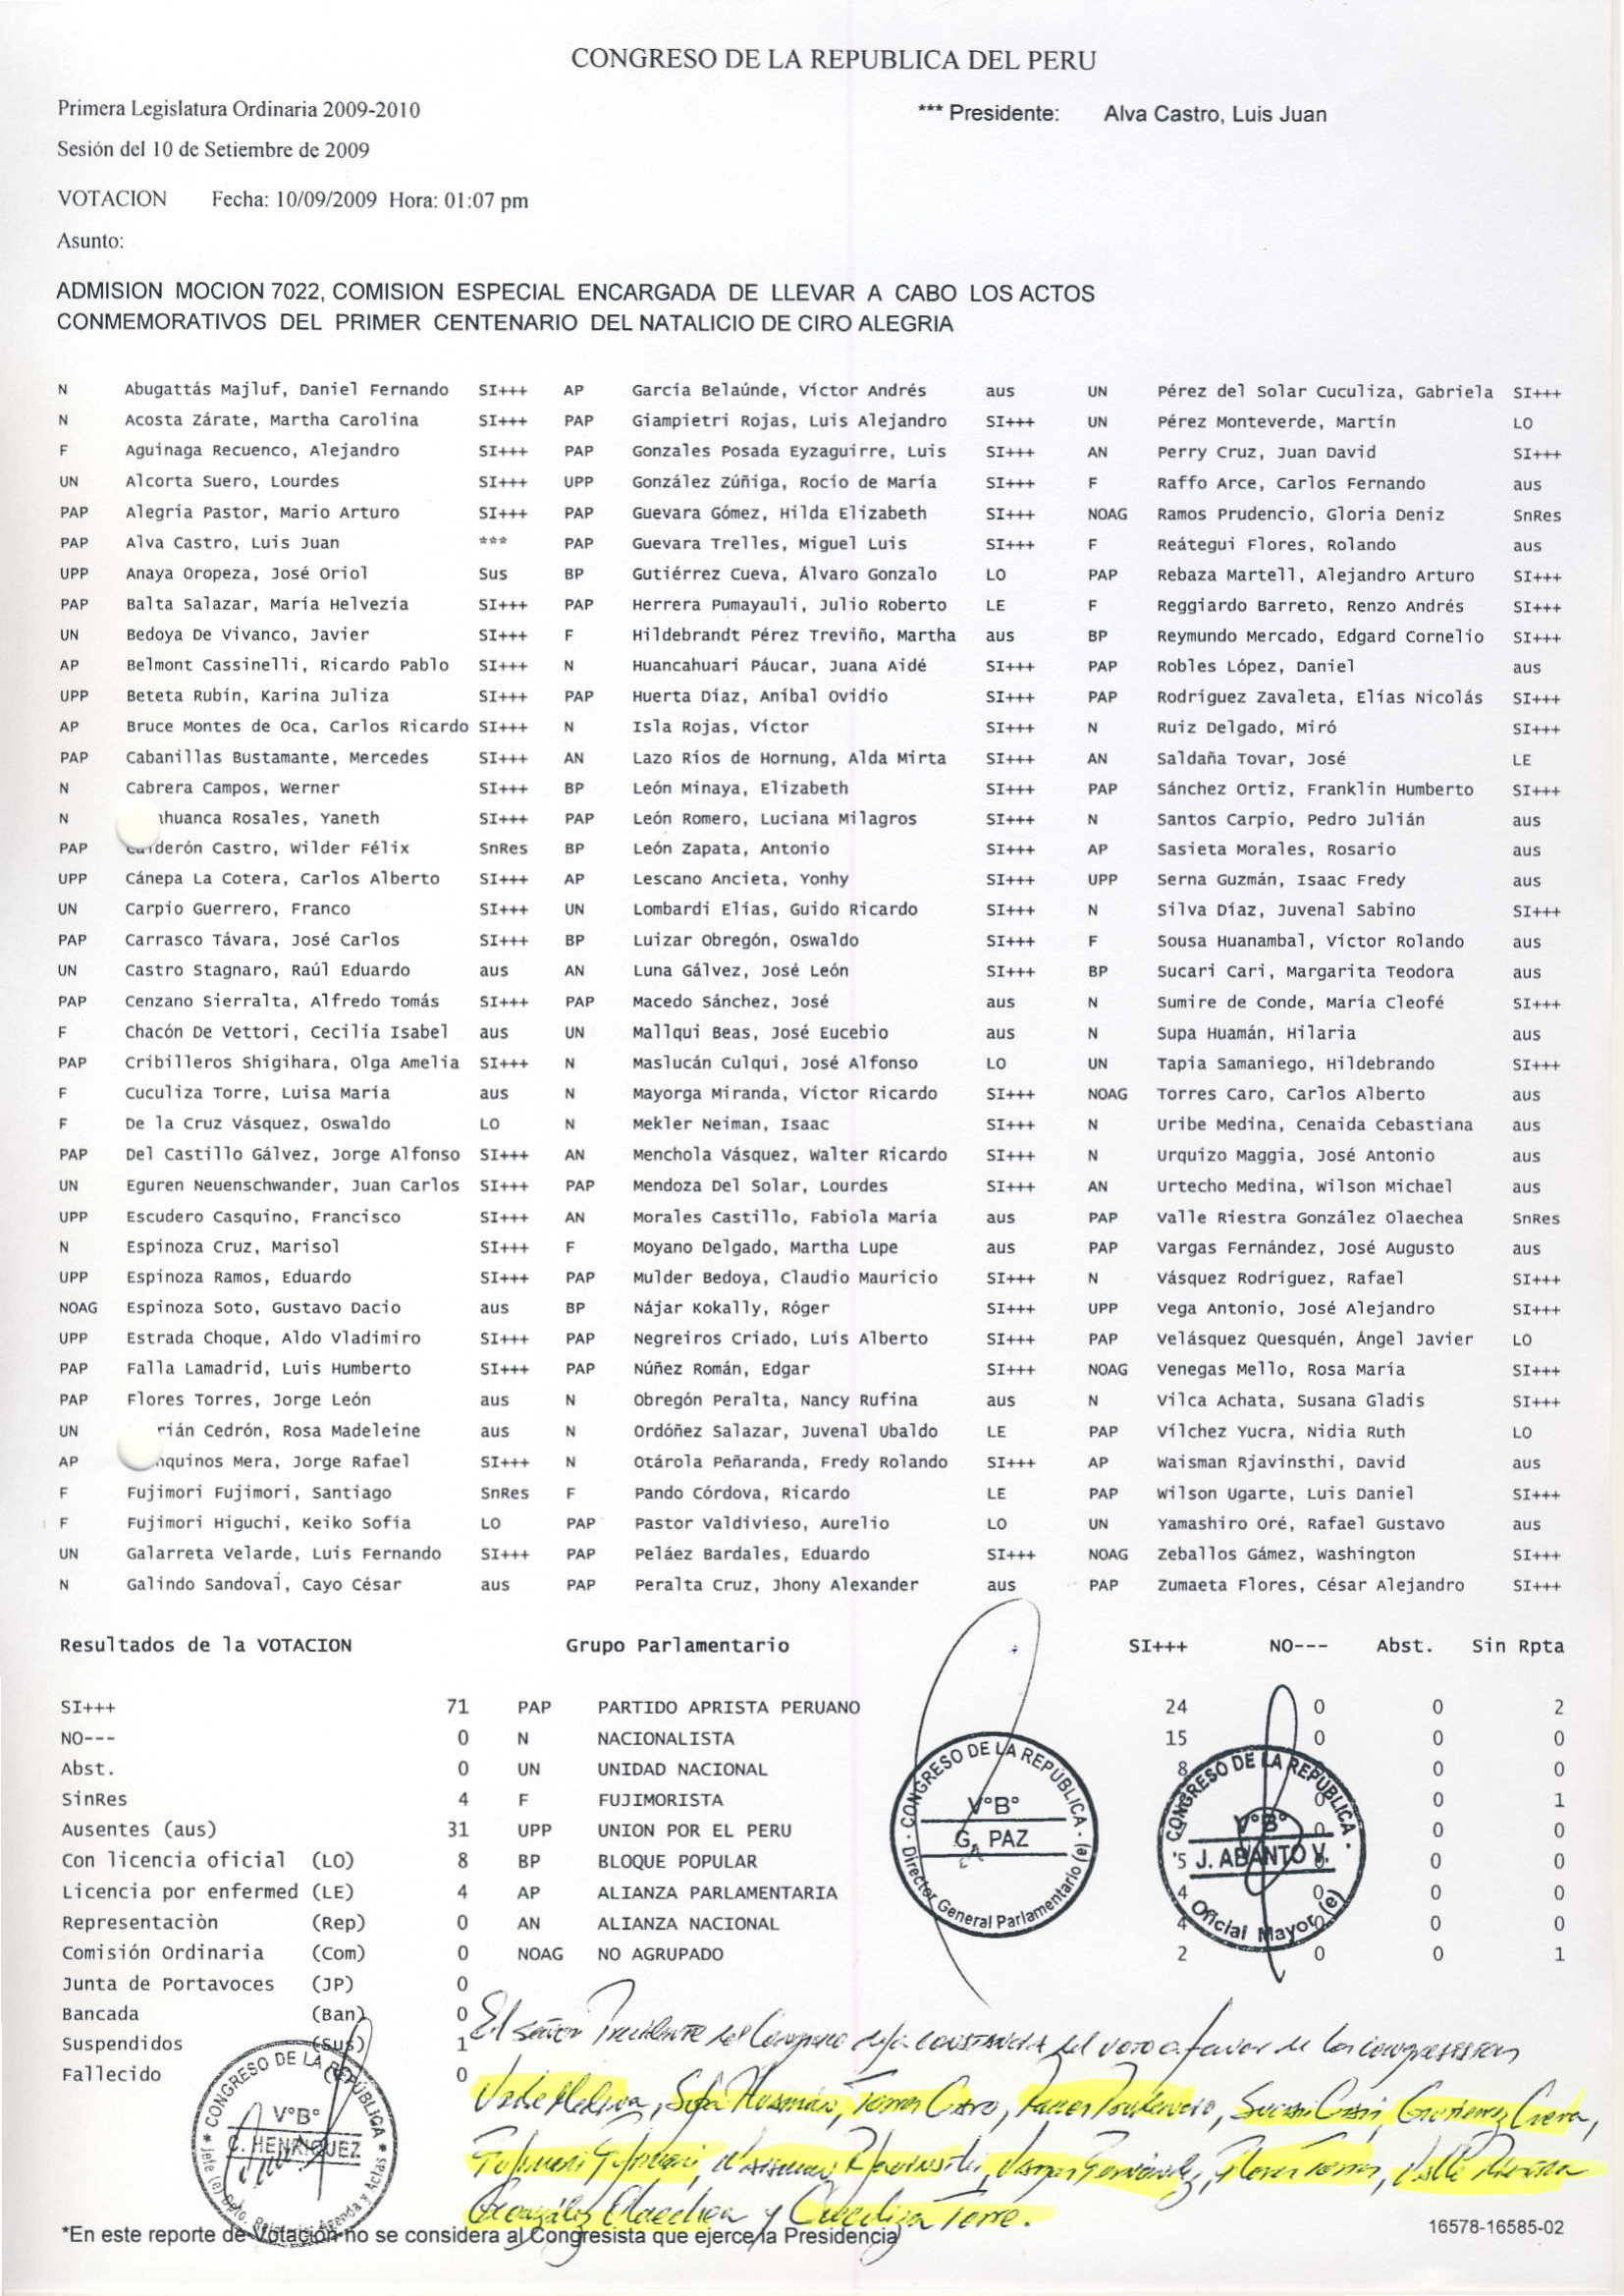 CONGRESO DE LA REPUBLICA DEL PERU
Primera Legislatura Ordinaria 2009-2010 *** Presidente: Alva Castro, Luis Juan
Sesión del 10 de Setiembre de 2009
VOTACION Fecha: 10/09/2009 Hora: 01:07 pm
Asunto:
ADMISION MOCION 7022, COMISION ESPECIAL ENCARGADA DE LLEVAR A CABO LOS ACTOS
CONMEMORATIVOS DEL PRIMER CENTENARIO DEL NATALICIO DE CIRO ALEGRIA
N Abugattás Majluf, Daniel Fernando SI+++ AP García Belaúnde, Víctor Andrés aus UN Pérez del Solar Cuculiza, Gabriela SI+++
N Acosta Zárate, Martha Carolina SI+++ PAP Giampietri Rojas, Luis Alejandro SI+++ UN Pérez Monteverde, Martín LO
F Aguinaga Recuenco, Alejandro SI+++ PAP Gonzales Posada Eyzaguirre, Luis SI+++ AN Perry Cruz, Juan David SI+++
UN Alcorta Suero, Lourdes SI+++ UPP González Zúñiga, Rocío de María SI+++ F Raffo Arce, Carlos Fernando aus
PAP Alegría Pastor, Mario Arturo SI+++ PAP Guevara Gómez, Hilda Elizabeth SI+++ NOAG Ramos Prudencio, Gloria Deniz SnRes
PAP Alva Castro, Luis Juan *** PAP Guevara Trelles, Miguel Luis SI+++ F Reátegui Flores, Rolando aus
UPP Anaya Oropeza, José Oriol Sus BP Gutiérrez Cueva, Álvaro Gonzalo LO PAP Rebaza Martell, Alejandro Arturo SI+++
PAP Balta Salazar, María Helvezia SI+++ PAP Herrera Pumayauli, Julio Roberto LE F Reggiardo Barreto, Renzo Andrés SI+++
UN Bedoya De Vivanco, Javier SI+++ F Hildebrandt Pérez Treviño, Martha aus BP Reymundo Mercado, Edgard Cornelio SI+++
AP Belmont Cassinelli, Ricardo Pablo SI+++ N Huancahuari Páucar, Juana Aidé SI+++ PAP Robles López, Daniel aus
UPP Beteta Rubín, Karina Juliza SI+++ PAP Huerta Díaz, Aníbal Ovidio SI+++ PAP Rodríguez Zavaleta, Elías Nicolás SI+++
AP Bruce Montes de Oca, Carlos Ricardo SI+++ N Isla Rojas, Víctor SI+++ N Ruiz Delgado, Miró SI+++
PAP Cabanillas Bustamante, Mercedes SI+++ AN Lazo Ríos de Hornung, Alda Mirta SI+++ AN Saldaña Tovar, José LE
N Cabrera Campos, Werner SI+++ BP León Minaya, Elizabeth SI+++ PAP Sánchez Ortiz, Franklin Humberto SI+++
N huanca Rosales, Yaneth SI+++ PAP León Romero, Luciana Milagros SI+++ N Santos Carpio, Pedro Julián aus
PAP Calderón Castro, Wilder Félix SnRes BP León Zapata, Antonio SI+++ AP Sasieta Morales, Rosario aus
UPP Cánepa La Cotera, Carlos Alberto SI+++ AP Lescano Ancieta, Yonhy SI+++ UPP Serna Guzmán, Isaac Fredy aus
UN Carpio Guerrero, Franco SI+++ UN Lombardi Elías, Guido Ricardo SI+++ N Silva Díaz, Juvenal Sabino SI+++
PAP Carrasco Távara, José Carlos SI+++ BP Luizar Obregón, Oswaldo SI+++ F Sousa Huanambal, Víctor Rolando aus
UN Castro Stagnaro, Raúl Eduardo aus AN Luna Gálvez, José León SI+++ BP Sucari Cari, Margarita Teodora aus
PAP Cenzano Sierralta, Alfredo Tomás SI+++ PAP Macedo Sánchez, José aus N Sumire de Conde, María Cleofé SI+++
F Chacón De Vettori, Cecilia Isabel aus UN Mallqui Beas, José Eucebio aus N Supa Huamán, Hilaria aus
PAP Cribilleros Shigihara, Olga Amelia SI+++ N Maslucán Culqui, José Alfonso LO UN Tapia Samaniego, Hildebrando SI+++
F Cuculiza Torre, Luisa María aus N Mayorga Miranda, Víctor Ricardo SI+++ NOAG Torres Caro, Carlos Alberto aus
F De la Cruz Vásquez, Oswaldo LO N Mekler Neiman, Isaac SI+++ N Uribe Medina, Cenaida Cebastiana aus
PAP Del Castillo Gálvez, Jorge Alfonso SI+++ AN Menchola Vásquez, Walter Ricardo SI+++ N Urquizo Maggia, José Antonio aus
UN Eguren Neuenschwander, Juan Carlos SI+++ PAP Mendoza Del Solar, Lourdes SI+++ AN Urtecho Medina, Wilson Michael aus
UPP Escudero Casquino, Francisco SI+++ AN Morales Castillo, Fabiola María aus PAP Valle Riestra González Olaechea SnRes
N Espinoza Cruz, Marisol SI+++ F Moyano Delgado, Martha Lupe aus PAP Vargas Fernández, José Augusto aus
UPP Espinoza Ramos, Eduardo SI+++ PAP Mulder Bedoya, Claudio Mauricio SI+++ N Vásquez Rodríguez, Rafael SI+++
NOAG Espinoza Soto, Gustavo Dacio aus BP Nájar Kokally, Róger SI+++ UPP Vega Antonio, José Alejandro SI+++
UPP Estrada Choque, Aldo Vladimiro SI+++ PAP Negreiros Criado, Luis Alberto SI+++ PAP Velásquez Quesquén, Ángel Javier LO
PAP Falla Lamadrid, Luis Humberto SI+++ PAP Núñez Román, Edgar SI+++ NOAG Venegas Mello, Rosa María SI+++
PAP Flores Torres, Jorge León aus N Obregón Peralta, Nancy Rufina aus N Vilca Achata, Susana Gladis SI+++
UN rián Cedrón, Rosa Madeleine aus N Ordóñez Salazar, Juvenal Ubaldo LE PAP Vílchez Yucra, Nidia Ruth LO
AP nquinos Mera, Jorge Rafael SI+++ N Otárola Peñaranda, Fredy Rolando SI+++ AP Waisman Rjavinsthi, David aus
F Fujimori Fujimori, Santiago SnRes F Pando Córdova, Ricardo LE PAP Wilson Ugarte, Luis Daniel SI+++
F Fujimori Higuchi, Keiko Sofía LO PAP Pastor Valdivieso, Aurelio LO UN Yamashiro Oré, Rafael Gustavo aus
UN Galarreta Velarde, Luis Fernando SI+++ PAP Peláez Bardales, Eduardo SI+++ NOAG Zeballos Gámez, Washington SI+++
N Galindo Sandoval, Cayo César aus PAP Peralta Cruz, Jhony Alexander aus PAP Zumaeta Flores, César Alejandro SI+++
Resultados de la VOTACION Grupo Parlamentario SI+++ NO--- Abst. Sin Rpta
SI+++ 71 PAP PARTIDO APRISTA PERUANO 24 0 0 2
NO--- 0 N NACIONALISTA 15 0 0 0
Abst. 0 UN UNIDAD NACIONAL 8 0 0
SinRes 4 F FUJIMORISTA 0 0 1
Ausentes (aus) 31 UPP UNION POR EL PERU 0 0 0
Con licencia oficial (LO) 8 BP BLOQUE POPULAR 5 0 0
Licencia por enfermed (LE) 4 AP ALIANZA PARLAMENTARIA 4 0 0 0
Representaciòn (Rep) 0 AN ALIANZA NACIONAL 4 0 0
Comisión Ordinaria (Com) 0 NOAG NO AGRUPADO 2 0 0 1
Junta de Portavoces (JP) 0
Bancada (Ban) 0
Suspendidos (Sus) 1
Fallecido 0
CONGRESO DE LA REPÚBLICA - Director General Parlamentario (e)
V°B°
G. PAZ
CONGRESO DE LA REPÚBLICA - Oficial Mayor (e)
V°B°
J. ABANTO V.
CONGRESO DE LA REPÚBLICA * Jefe (e) Dpto. Relatoría, Agenda y Actas *
V°B°
C. HENRIQUEZ
El señor Presidente del Congreso deja constancia del voto a favor de los congresistas
Uribe Medina, Supa Huamán, Torres Caro, Ramos Prudencio, Sucari Cari, Gutiérrez Cueva,
Fujimori Fujimori, Waisman Rjavinsthi, Vargas Fernández, Flores Torres, Valle Riestra
González Olaechea y Cuculiza Torre.
*En este reporte de Votación no se considera al Congresista que ejerce la Presidencia
16578-16585-02